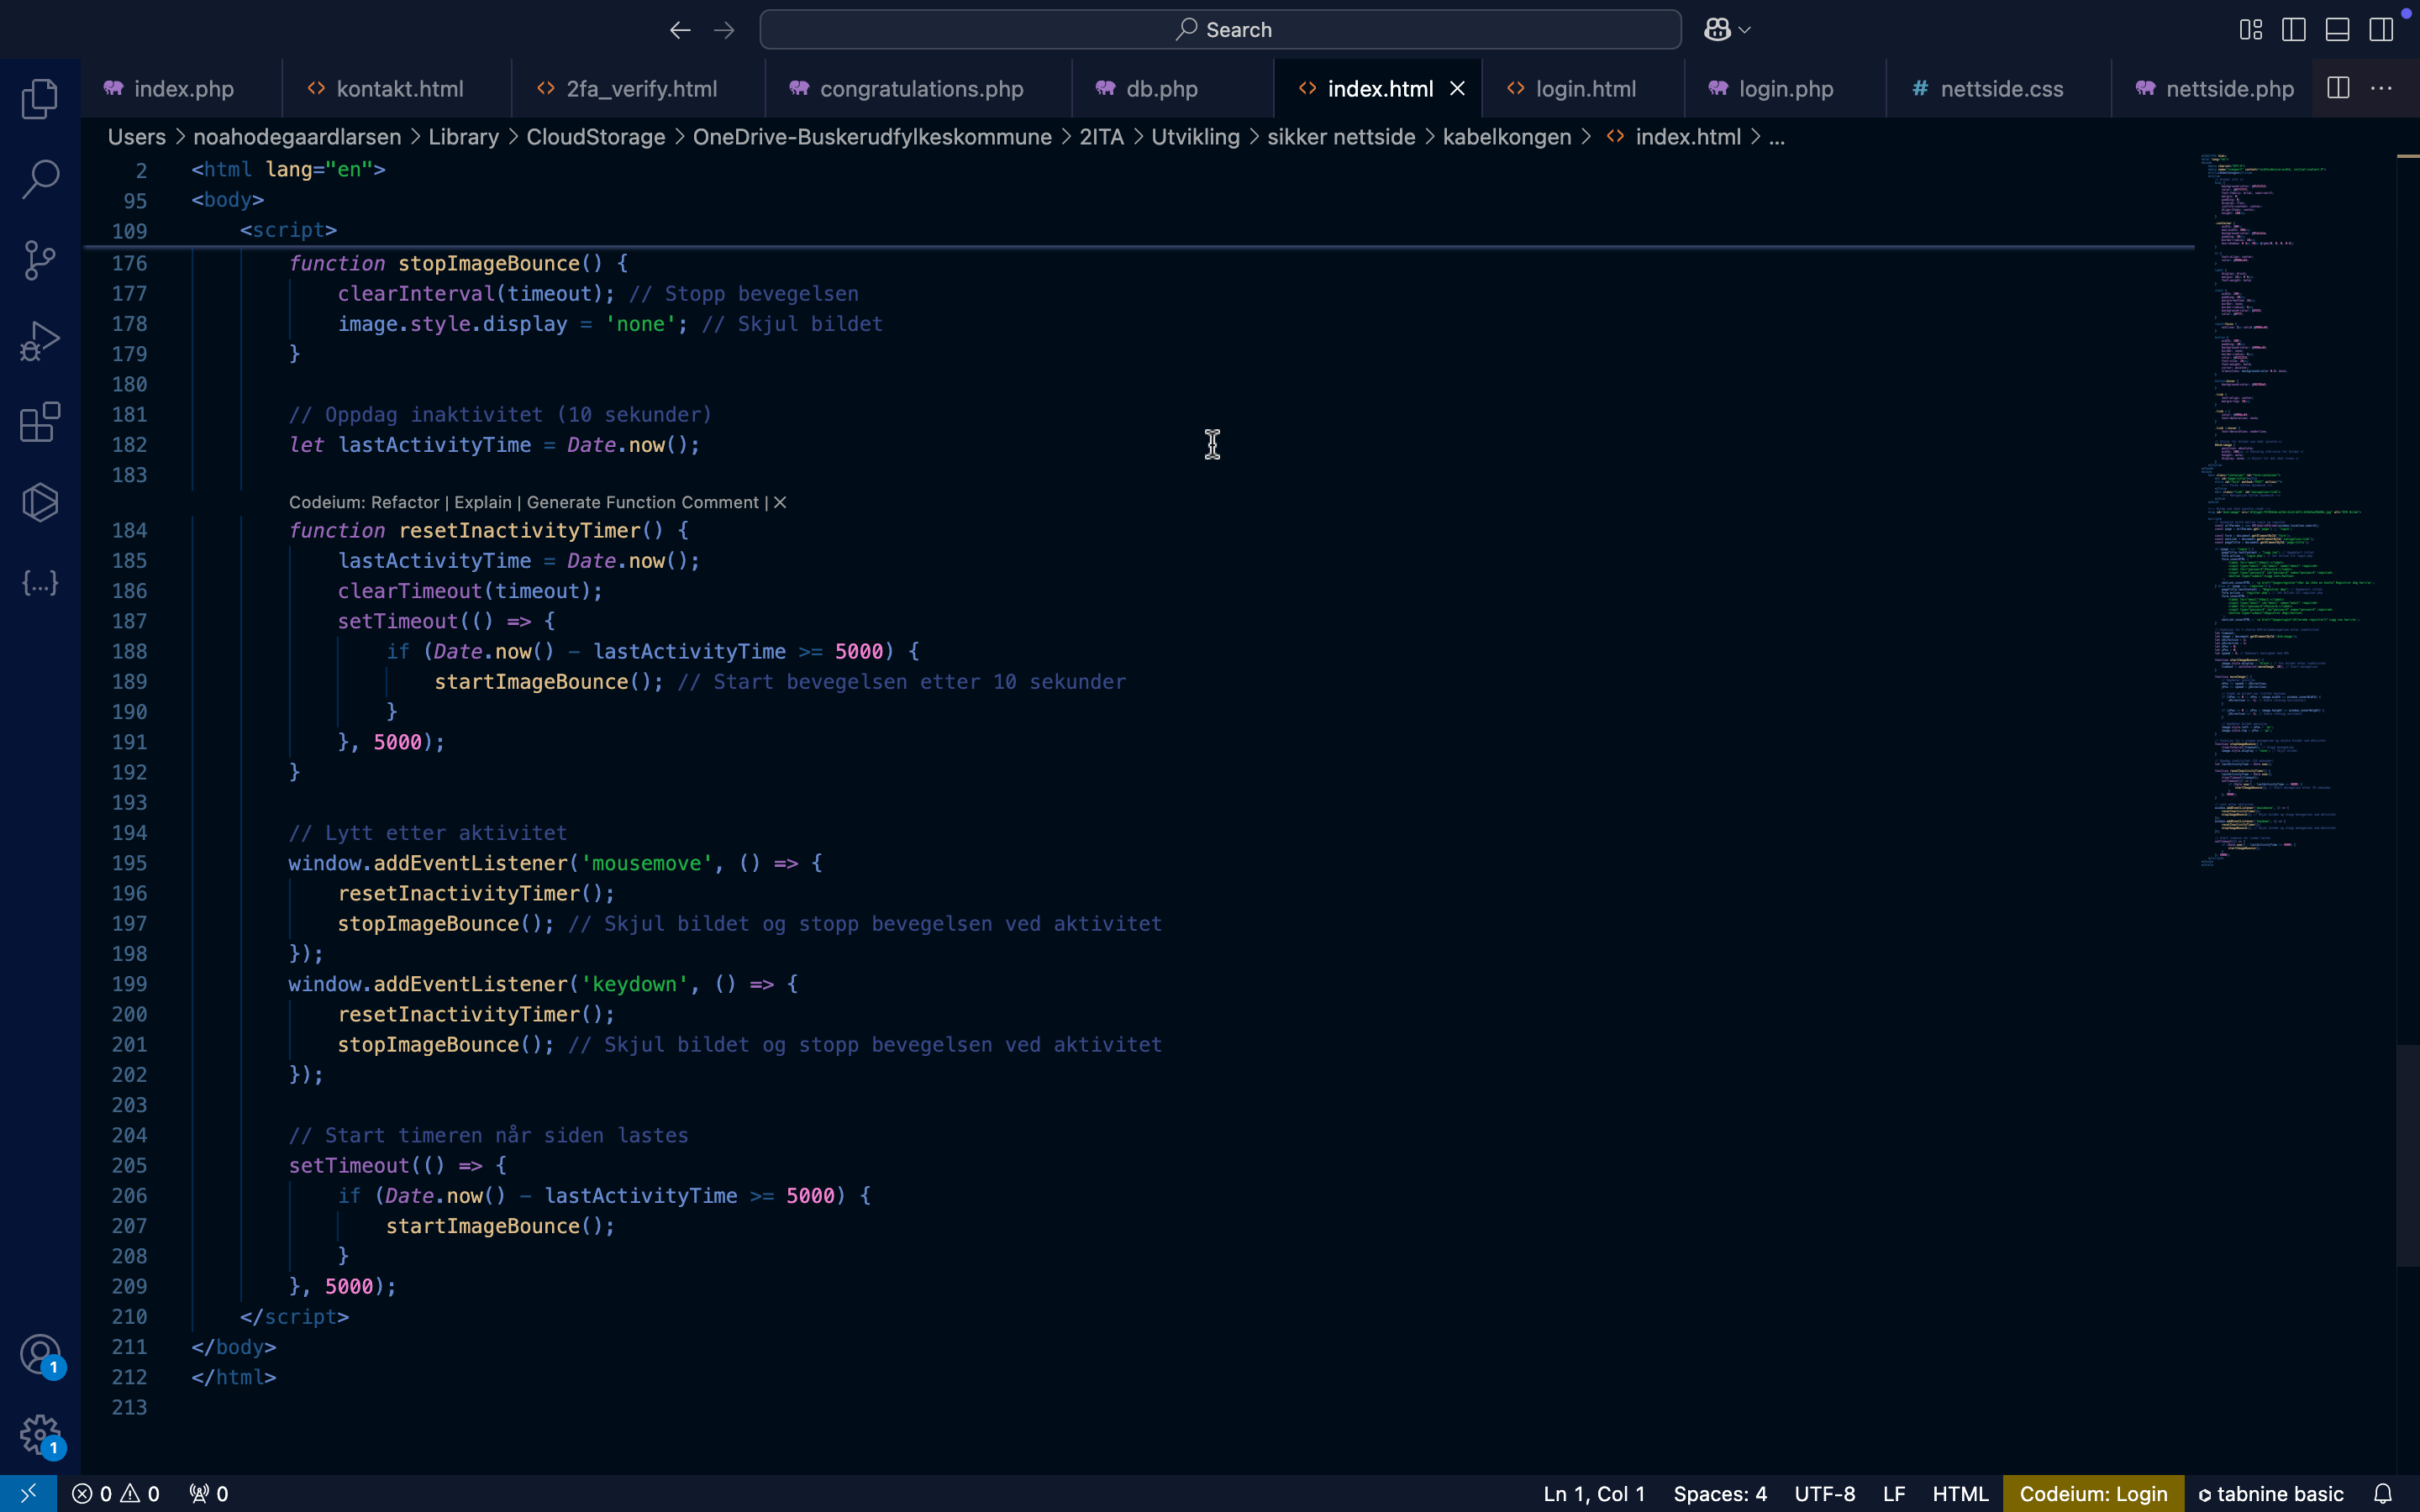 Search
index.php
kontakt.html
2fa_verify.html
congratulations.php
db.php
index.html
login.html
login.php
# nettside.css
nettside.php
Users > noahodegaardlarsen > Library > CloudStorage > OneDrive-Buskerudfylkeskommune > 2ITA > Utvikling > sikker nettside > kabelkongen > <> index.html > ...
2 <html lang="en">
95 <body>
109 <script>
176 function stopImageBounce() {
177 clearInterval(timeout); // Stopp bevegelsen
178 image.style.display = 'none'; // Skjul bildet
179 }
180
181 // Oppdag inaktivitet (10 sekunder)
182 let lastActivityTime = Date.now();
183
Codeium: Refactor | Explain | Generate Function Comment | ×
184 function resetInactivityTimer() {
185 lastActivityTime = Date.now();
186 clearTimeout(timeout);
187 setTimeout(() => {
188 if (Date.now() - lastActivityTime >= 5000) {
189 startImageBounce(); // Start bevegelsen etter 10 sekunder
190 }
191 }, 5000);
192 }
193
194 // Lytt etter aktivitet
195 window.addEventListener('mousemove', () => {
196 resetInactivityTimer();
197 stopImageBounce(); // Skjul bildet og stopp bevegelsen ved aktivitet
198 });
199 window.addEventListener('keydown', () => {
200 resetInactivityTimer();
201 stopImageBounce(); // Skjul bildet og stopp bevegelsen ved aktivitet
202 });
203
204 // Start timeren når siden lastes
205 setTimeout(() => {
206 if (Date.now() - lastActivityTime >= 5000) {
207 startImageBounce();
208 }
209 }, 5000);
210 </script>
211 </body>
212 </html>
213
1
1
0 0 0
Ln 1, Col 1 Spaces: 4 UTF-8 LF HTML Codeium: Login tabnine basic